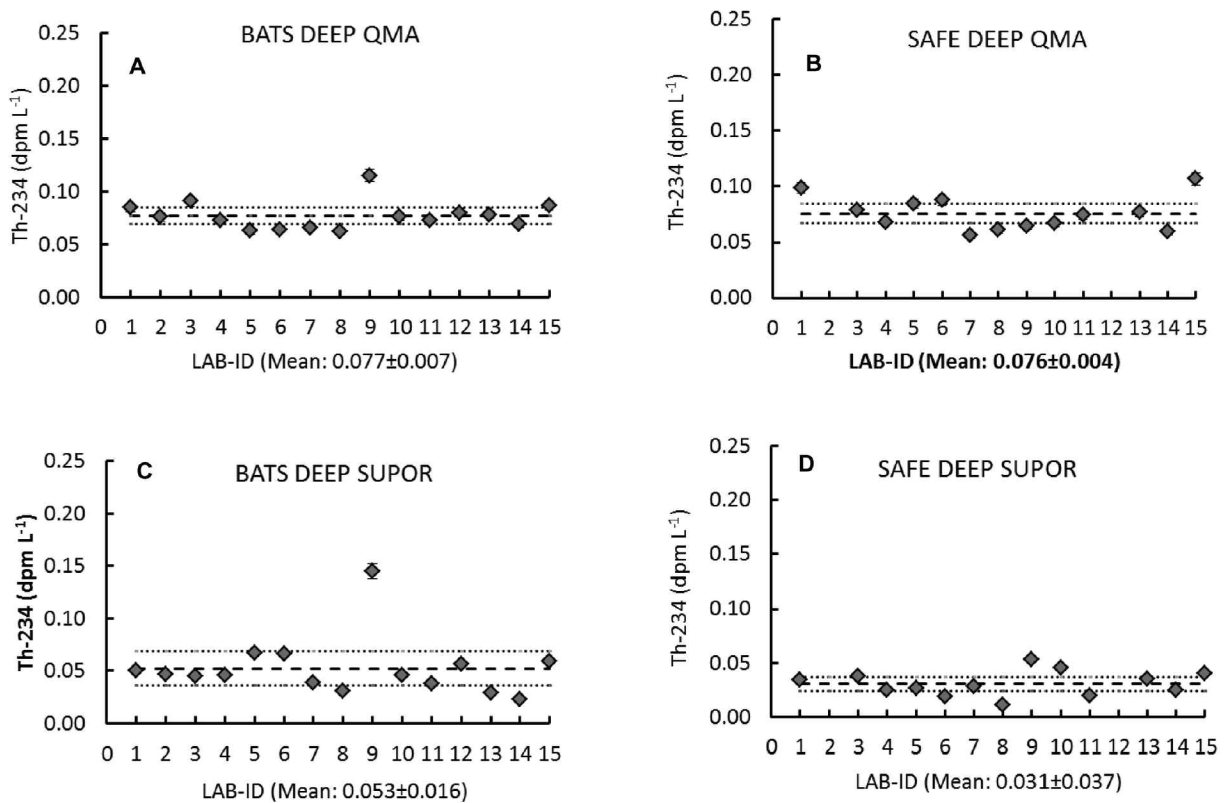 BATS DEEP QMA
A
Th-234 (dpm L⁻¹)
0.25
0.20
0.15
0.10
0.05
0.00
0 1 2 3 4 5 6 7 8 9 10 11 12 13 14 15
LAB-ID (Mean: 0.077±0.007)
SAFE DEEP QMA
B
Th-234 (dpm L⁻¹)
0.25
0.20
0.15
0.10
0.05
0.00
0 1 2 3 4 5 6 7 8 9 10 11 12 13 14 15
LAB-ID (Mean: 0.076±0.004)
BATS DEEP SUPOR
C
Th-234 (dpm L⁻¹)
0.25
0.20
0.15
0.10
0.05
0.00
0 1 2 3 4 5 6 7 8 9 10 11 12 13 14 15
LAB-ID (Mean: 0.053±0.016)
SAFE DEEP SUPOR
D
Th-234 (dpm L⁻¹)
0.25
0.20
0.15
0.10
0.05
0.00
0 1 2 3 4 5 6 7 8 9 10 11 12 13 14 15
LAB-ID (Mean: 0.031±0.037)